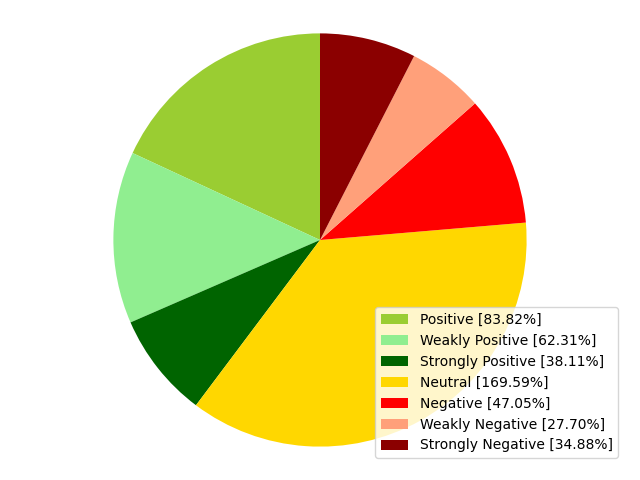 Positive [83.82%]
Weakly Positive [62.31%]
Strongly Positive [38.11%]
Neutral [169.59%]
Negative [47.05%]
Weakly Negative [27.70%]
Strongly Negative [34.88%]